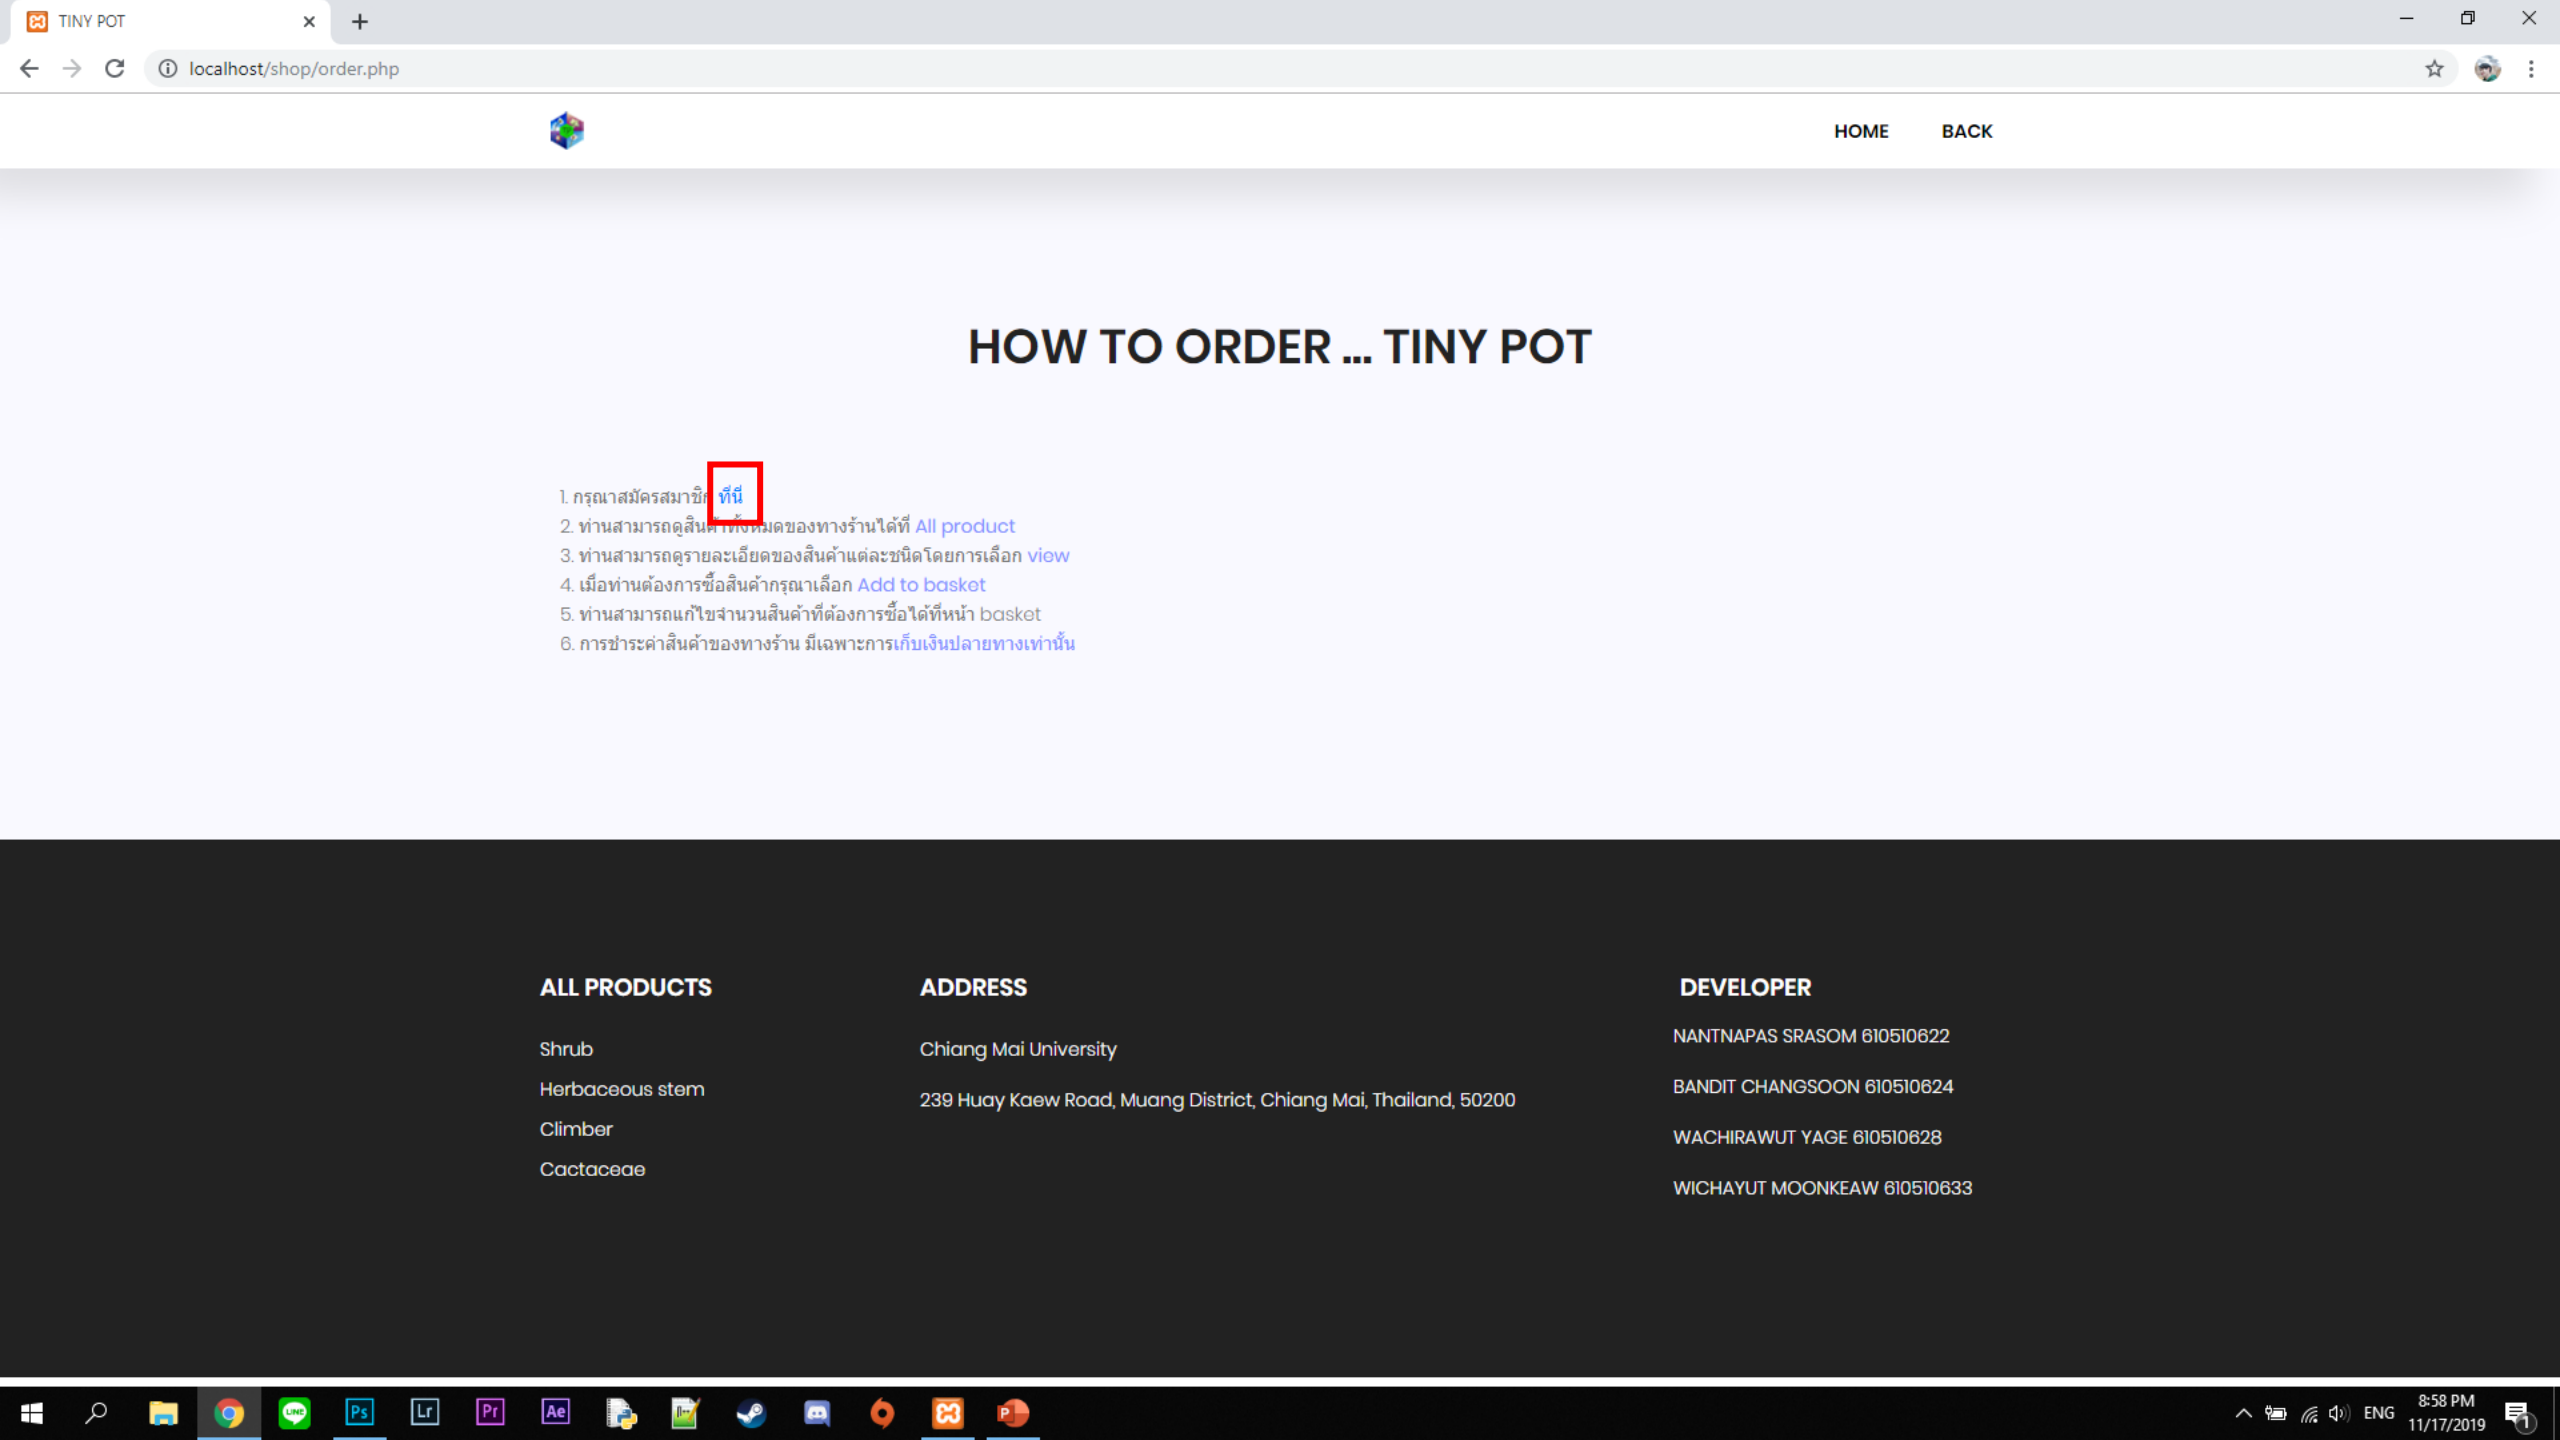 TINY POT
localhost/shop/order.php
HOME BACK
HOW TO ORDER ... TINY POT
1. กรุณาสมัครสมาชิก ที่นี่
2. ท่านสามารถดูสินค้าทั้งหมดของทางร้านได้ที่ All product
3. ท่านสามารถดูรายละเอียดของสินค้าแต่ละชนิดโดยการเลือก view
4. เมื่อท่านต้องการซื้อสินค้ากรุณาเลือก Add to basket
5. ท่านสามารถแก้ไขจำนวนสินค้าที่ต้องการซื้อได้ที่หน้า basket
6. การชำระค่าสินค้าของทางร้าน มีเฉพาะการเก็บเงินปลายทางเท่านั้น
ALL PRODUCTS
Shrub
Herbaceous stem
Climber
Cactaceae
ADDRESS
Chiang Mai University
239 Huay Kaew Road, Muang District, Chiang Mai, Thailand, 50200
DEVELOPER
NANTNAPAS SRASOM 610510622
BANDIT CHANGSOON 610510624
WACHIRAWUT YAGE 610510628
WICHAYUT MOONKEAW 610510633
LINE
Ps
Lr
Pr
Ae
P
ENG
8:58 PM
11/17/2019
1